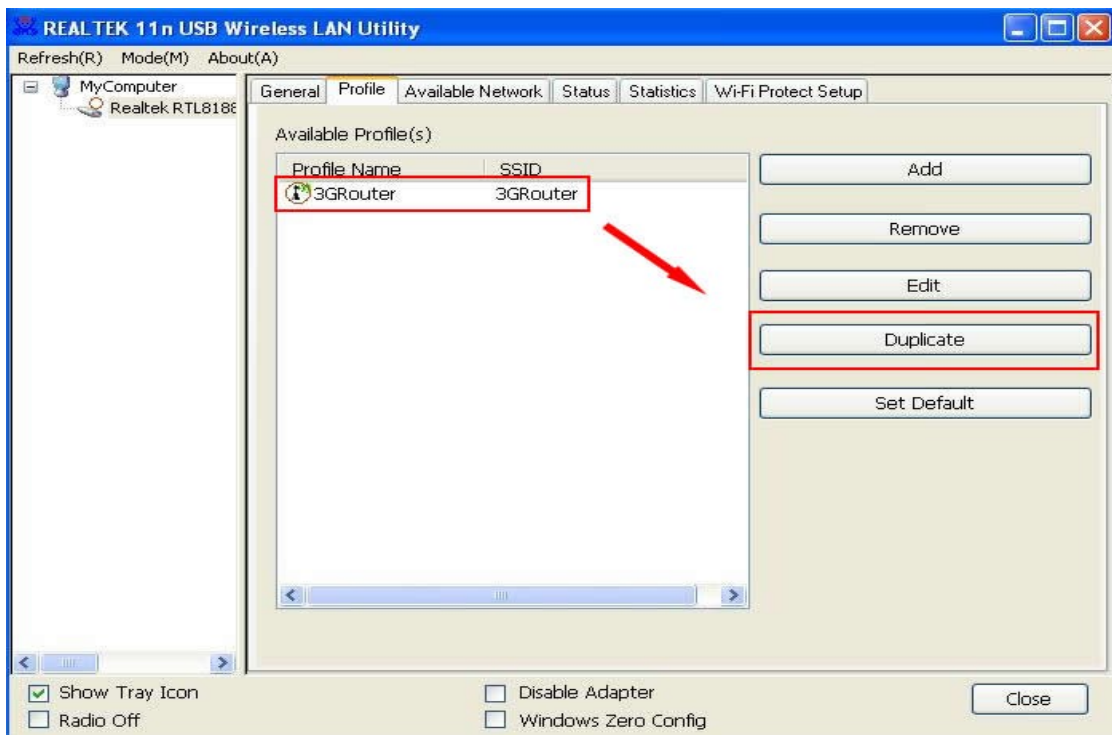 REALTEK 11n USB Wireless LAN Utility
Refresh(R) Mode(M) About(A)
MyComputer
Realtek RTL8188
General Profile Available Network Status Statistics Wi-Fi Protect Setup
Available Profile(s)
Profile Name SSID
3GRouter 3GRouter
Add
Remove
Edit
Duplicate
Set Default
Show Tray Icon
Radio Off
Disable Adapter
Windows Zero Config
Close